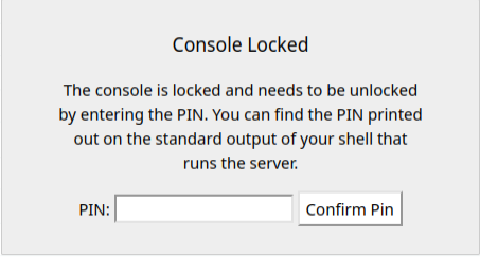 Console Locked
The console is locked and needs to be unlocked
by entering the PIN. You can find the PIN printed
out on the standard output of your shell that
runs the server.
PIN: Confirm Pin